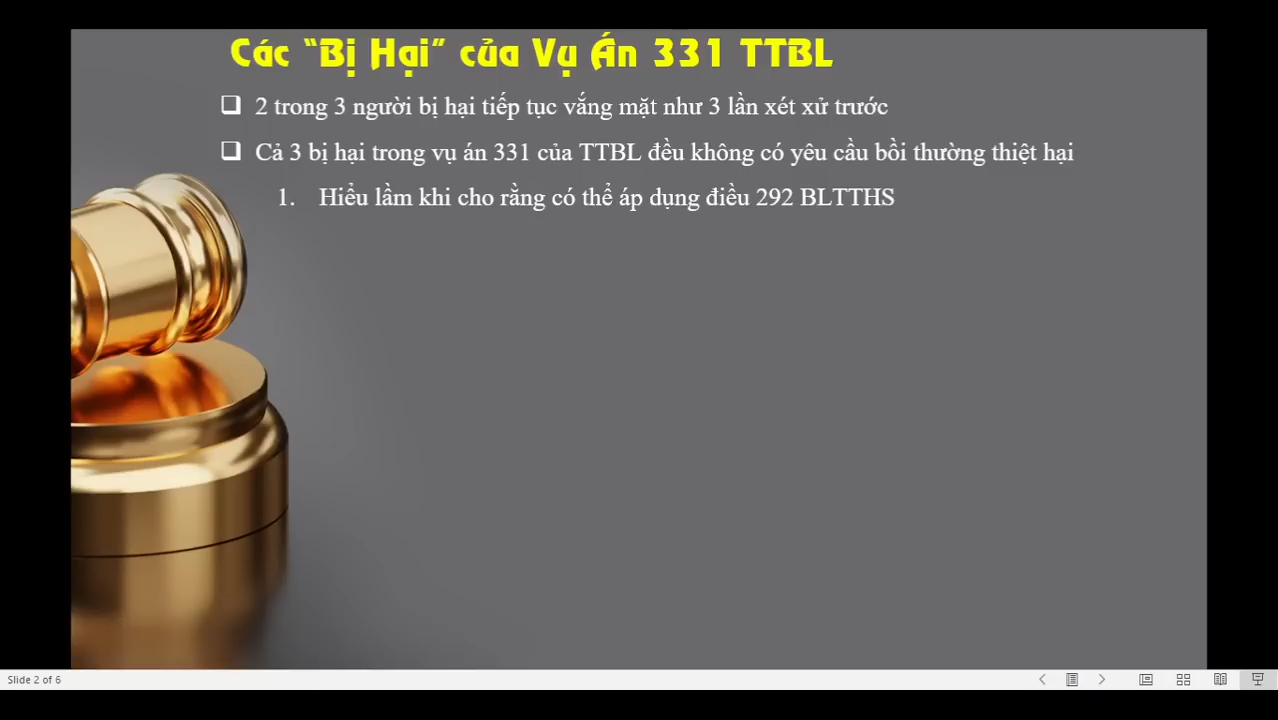 Các “Bị Hại” của Vụ Án 331 TTBL
2 trong 3 người bị hại tiếp tục vắng mặt như 3 lần xét xử trước
Cả 3 bị hại trong vụ án 331 của TTBL đều không có yêu cầu bồi thường thiệt hại
1. Hiểu lầm khi cho rằng có thể áp dụng điều 292 BLTTHS
Slide 2 of 6